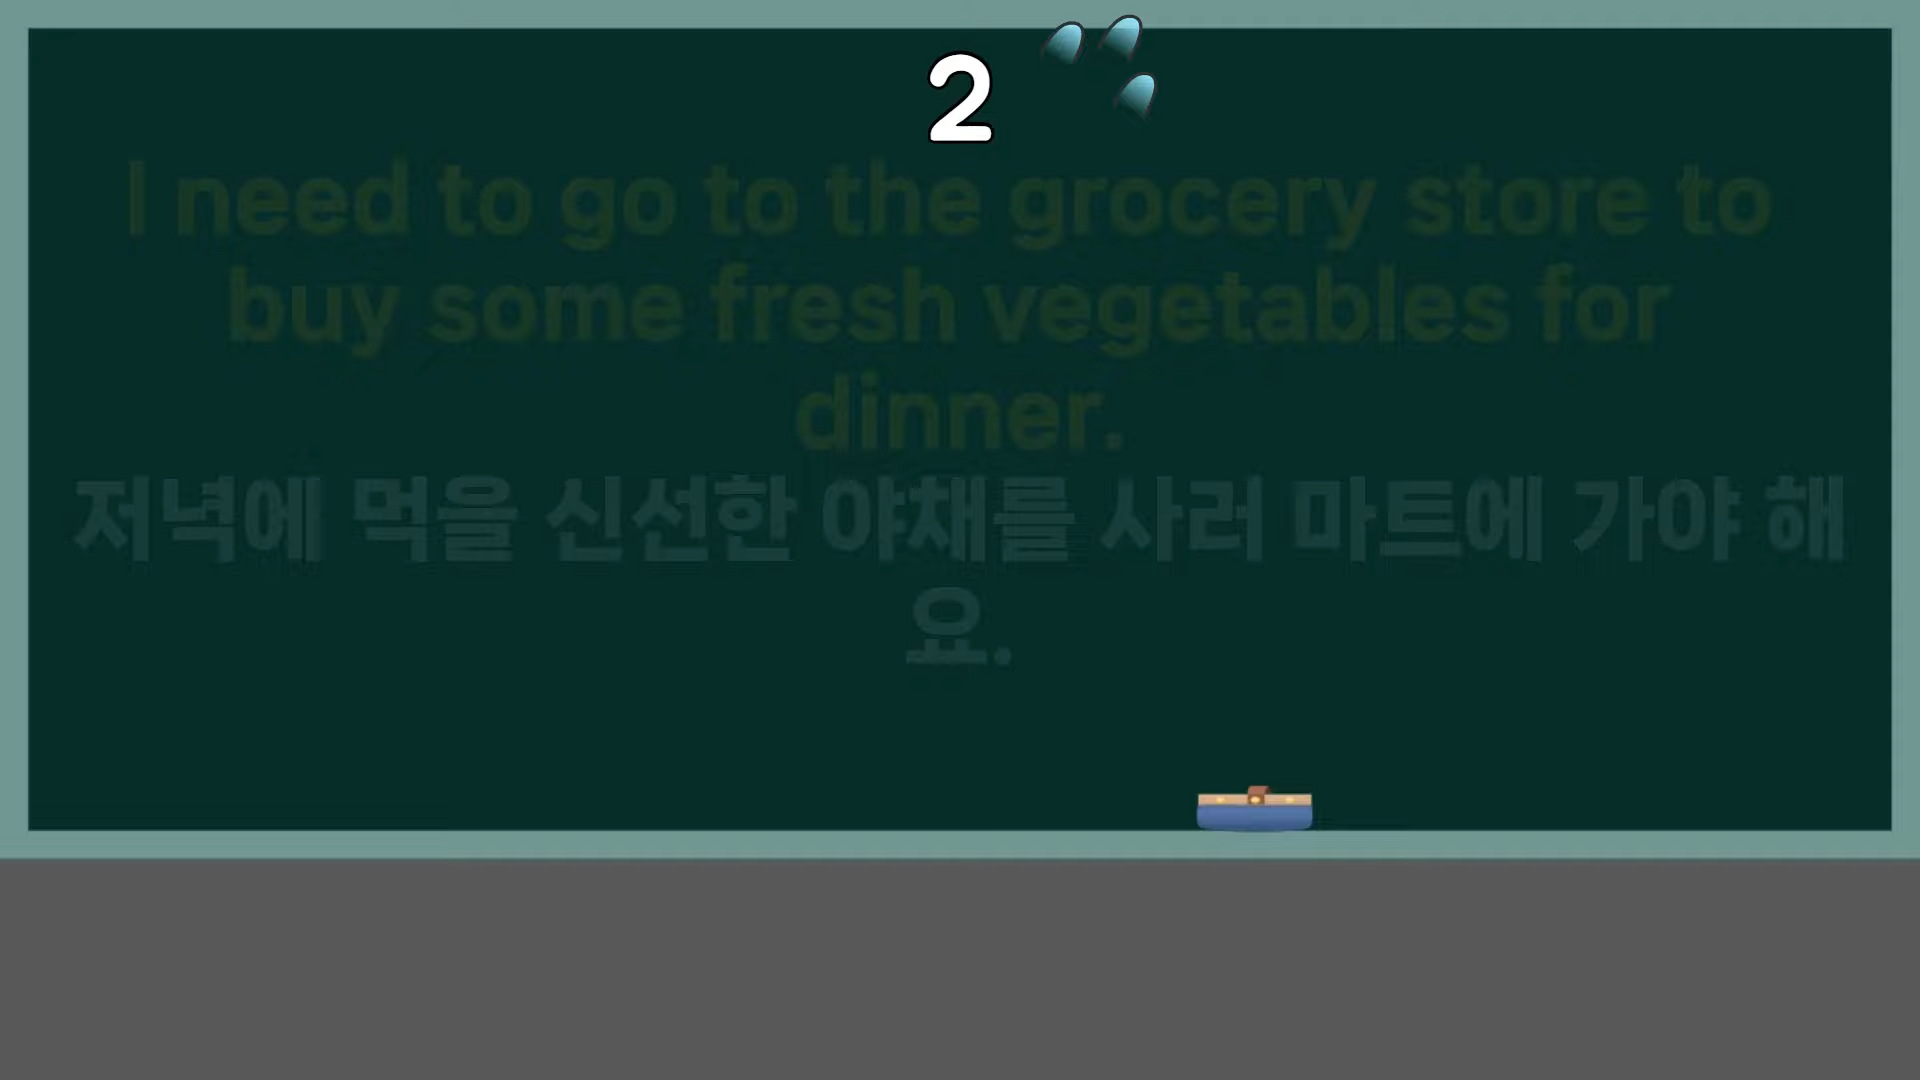 2
I need to go to the grocery store to
buy some fresh vegetables for
dinner.
저녁에 먹을 신선한 야채를 사러 마트에 가야 해
요.